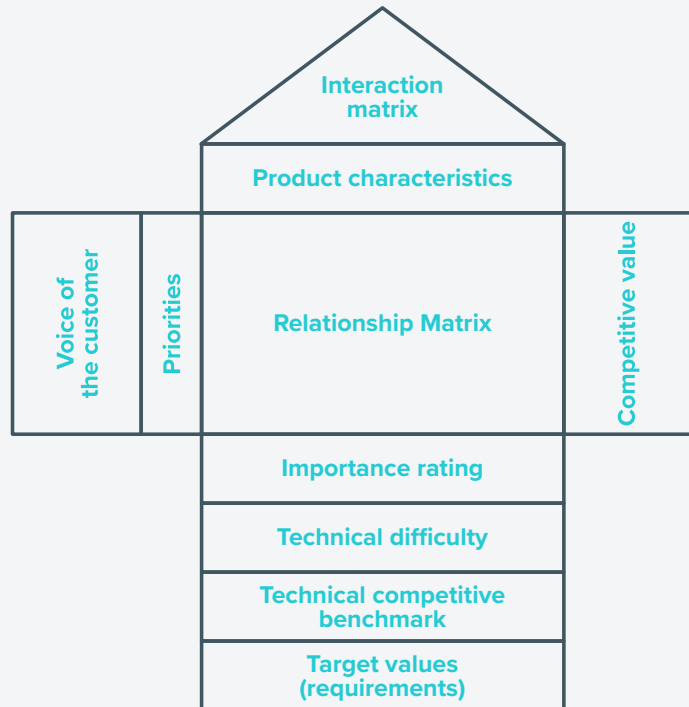 Interaction
matrix
Product characteristics
Voice of
the customer
Priorities
Relationship Matrix
Competitive value
Importance rating
Technical difficulty
Technical competitive
benchmark
Target values
(requirements)